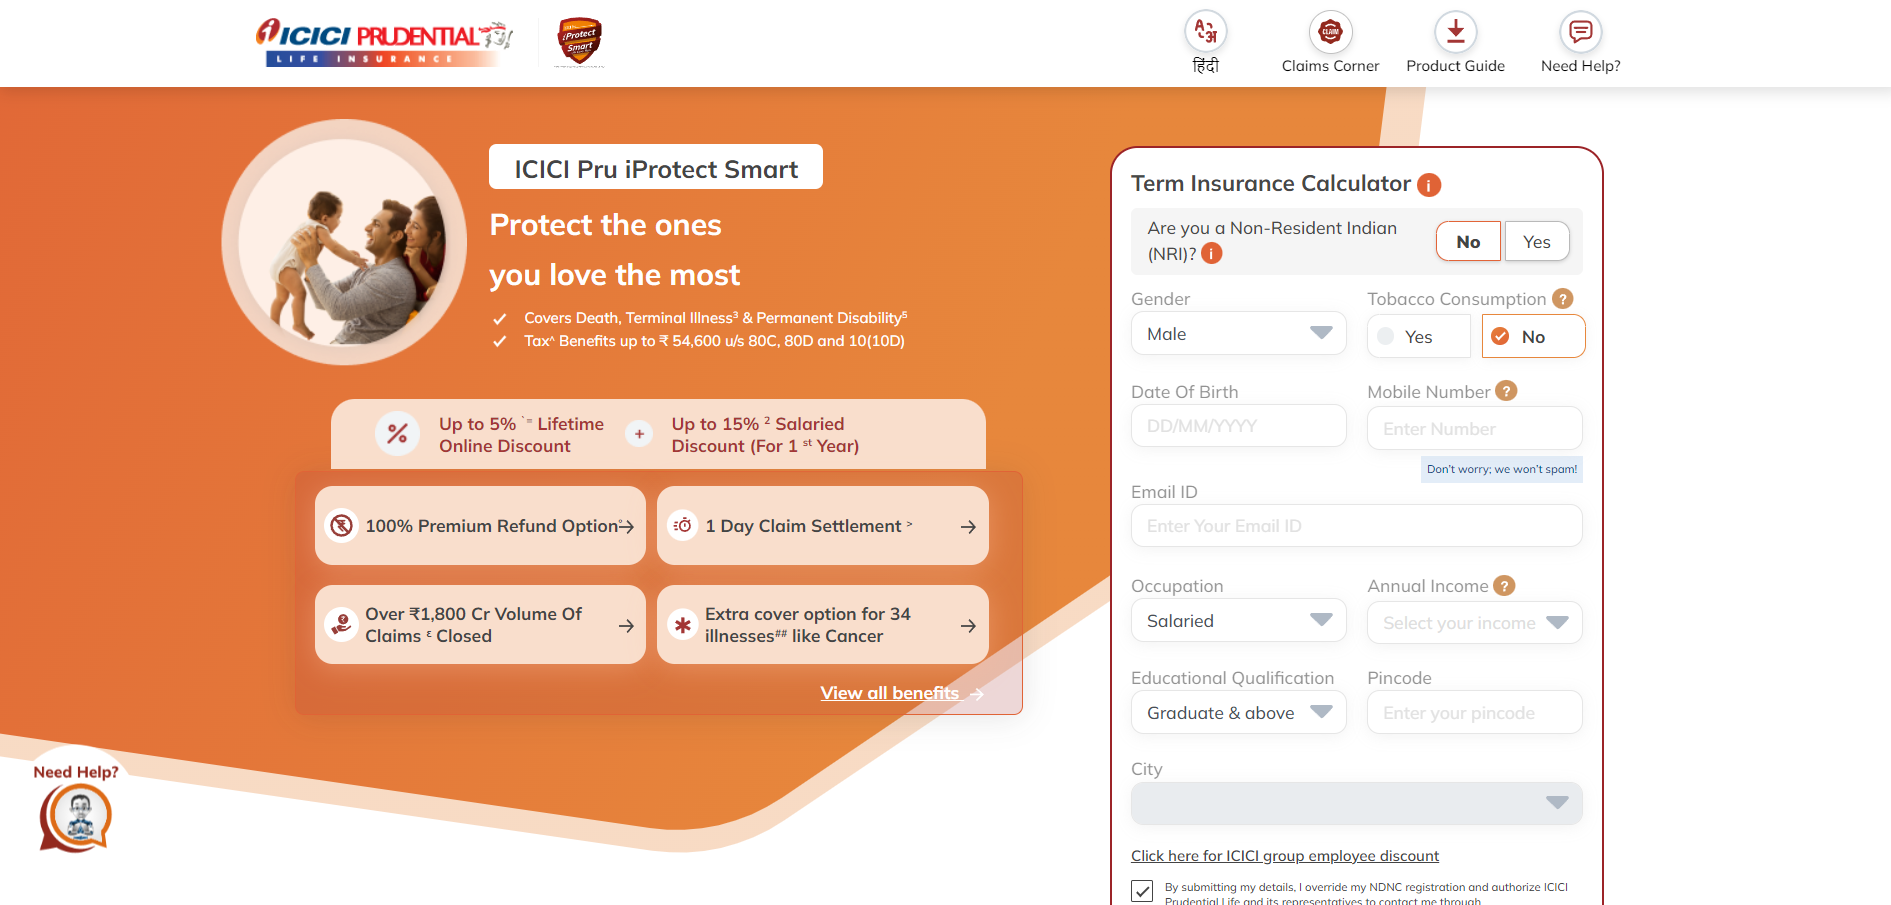 ICICI PRUDENTIAL
LIFE INSURANCE
iProtect
Smart
हिंदी
CLAIM
Claims Corner
Product Guide
Need Help?
ICICI Pru iProtect Smart
Protect the ones
you love the most
Covers Death, Terminal Illness³ & Permanent Disability⁵
Tax^ Benefits up to ₹ 54,600 u/s 80C, 80D and 10(10D)
Up to 5% `= Lifetime
Online Discount
+
Up to 15% ² Salaried
Discount (For 1 st Year)
100% Premium Refund Option°
1 Day Claim Settlement >
Over ₹1,800 Cr Volume Of
Claims ε Closed
Extra cover option for 34
illnesses## like Cancer
View all benefits
Need Help?
Term Insurance Calculator i
Are you a Non-Resident Indian
(NRI)? i
No
Yes
Gender
Male
Tobacco Consumption ?
Yes
No
Date Of Birth
DD/MM/YYYY
Mobile Number ?
Enter Number
Don't worry; we won't spam!
Email ID
Enter Your Email ID
Occupation
Salaried
Annual Income ?
Select your income
Educational Qualification
Graduate & above
Pincode
Enter your pincode
City
Click here for ICICI group employee discount
By submitting my details, I override my NDNC registration and authorize ICICI
Prudential Life and its representatives to contact me through